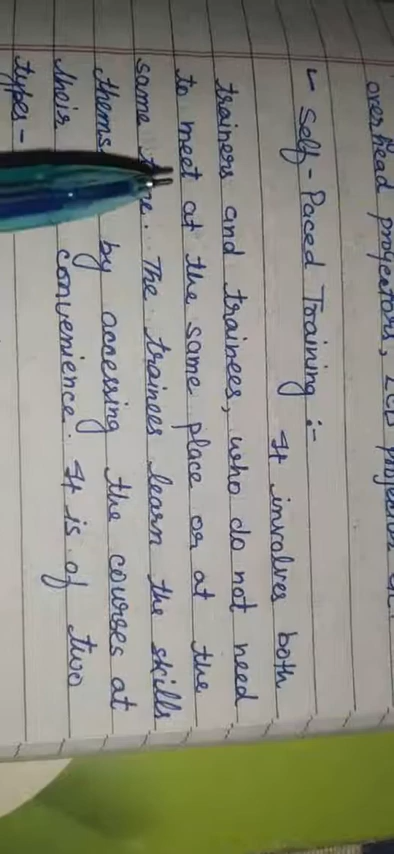 overhead projectors, LCD projector etc.
- Self-Paced Training :-
It involves both
trainers and trainees, who do not need
to meet at the same place or at the
same. The trainees learn the skills
by accessing the courses at
their convenience. It is of two
types-